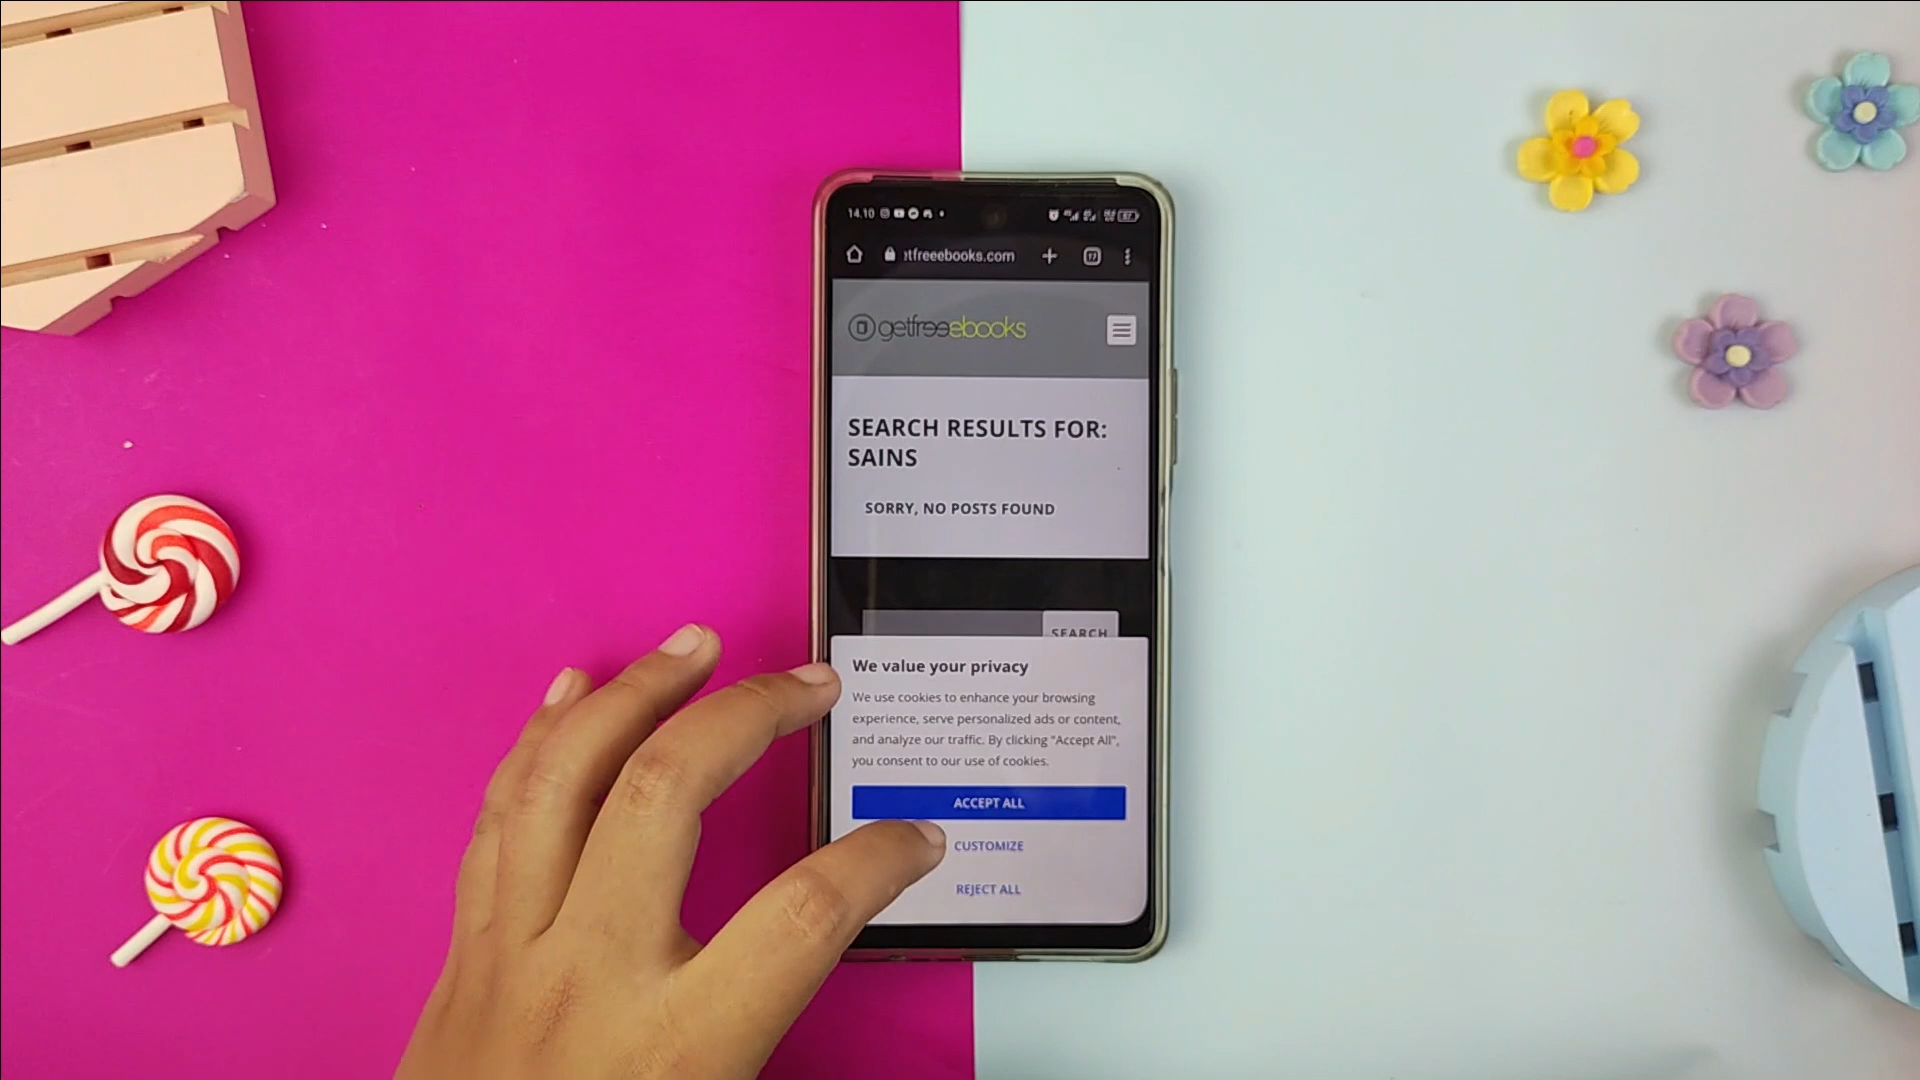 14.10
17
getfreeebooks
SEARCH RESULTS FOR:
SAINS
SORRY, NO POSTS FOUND
SEARCH
We value your privacy
We use cookies to enhance your browsing
experience, serve personalized ads or content,
and analyze our traffic. By clicking "Accept All",
you consent to our use of cookies.
ACCEPT ALL
CUSTOMIZE
REJECT ALL